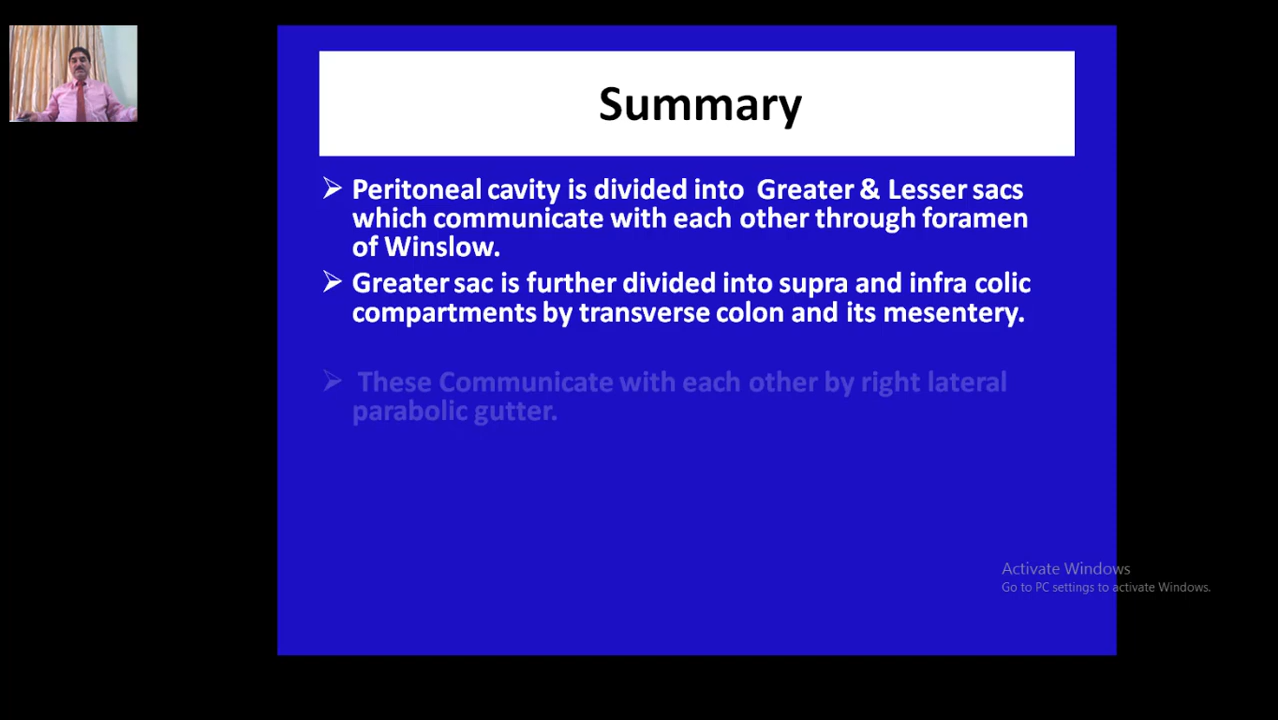 Summary
➢ Peritoneal cavity is divided into Greater & Lesser sacs
which communicate with each other through foramen
of Winslow.
➢ Greater sac is further divided into supra and infra colic
compartments by transverse colon and its mesentery.
➢ These Communicate with each other by right lateral
parabolic gutter.
Activate Windows
Go to PC settings to activate Windows.